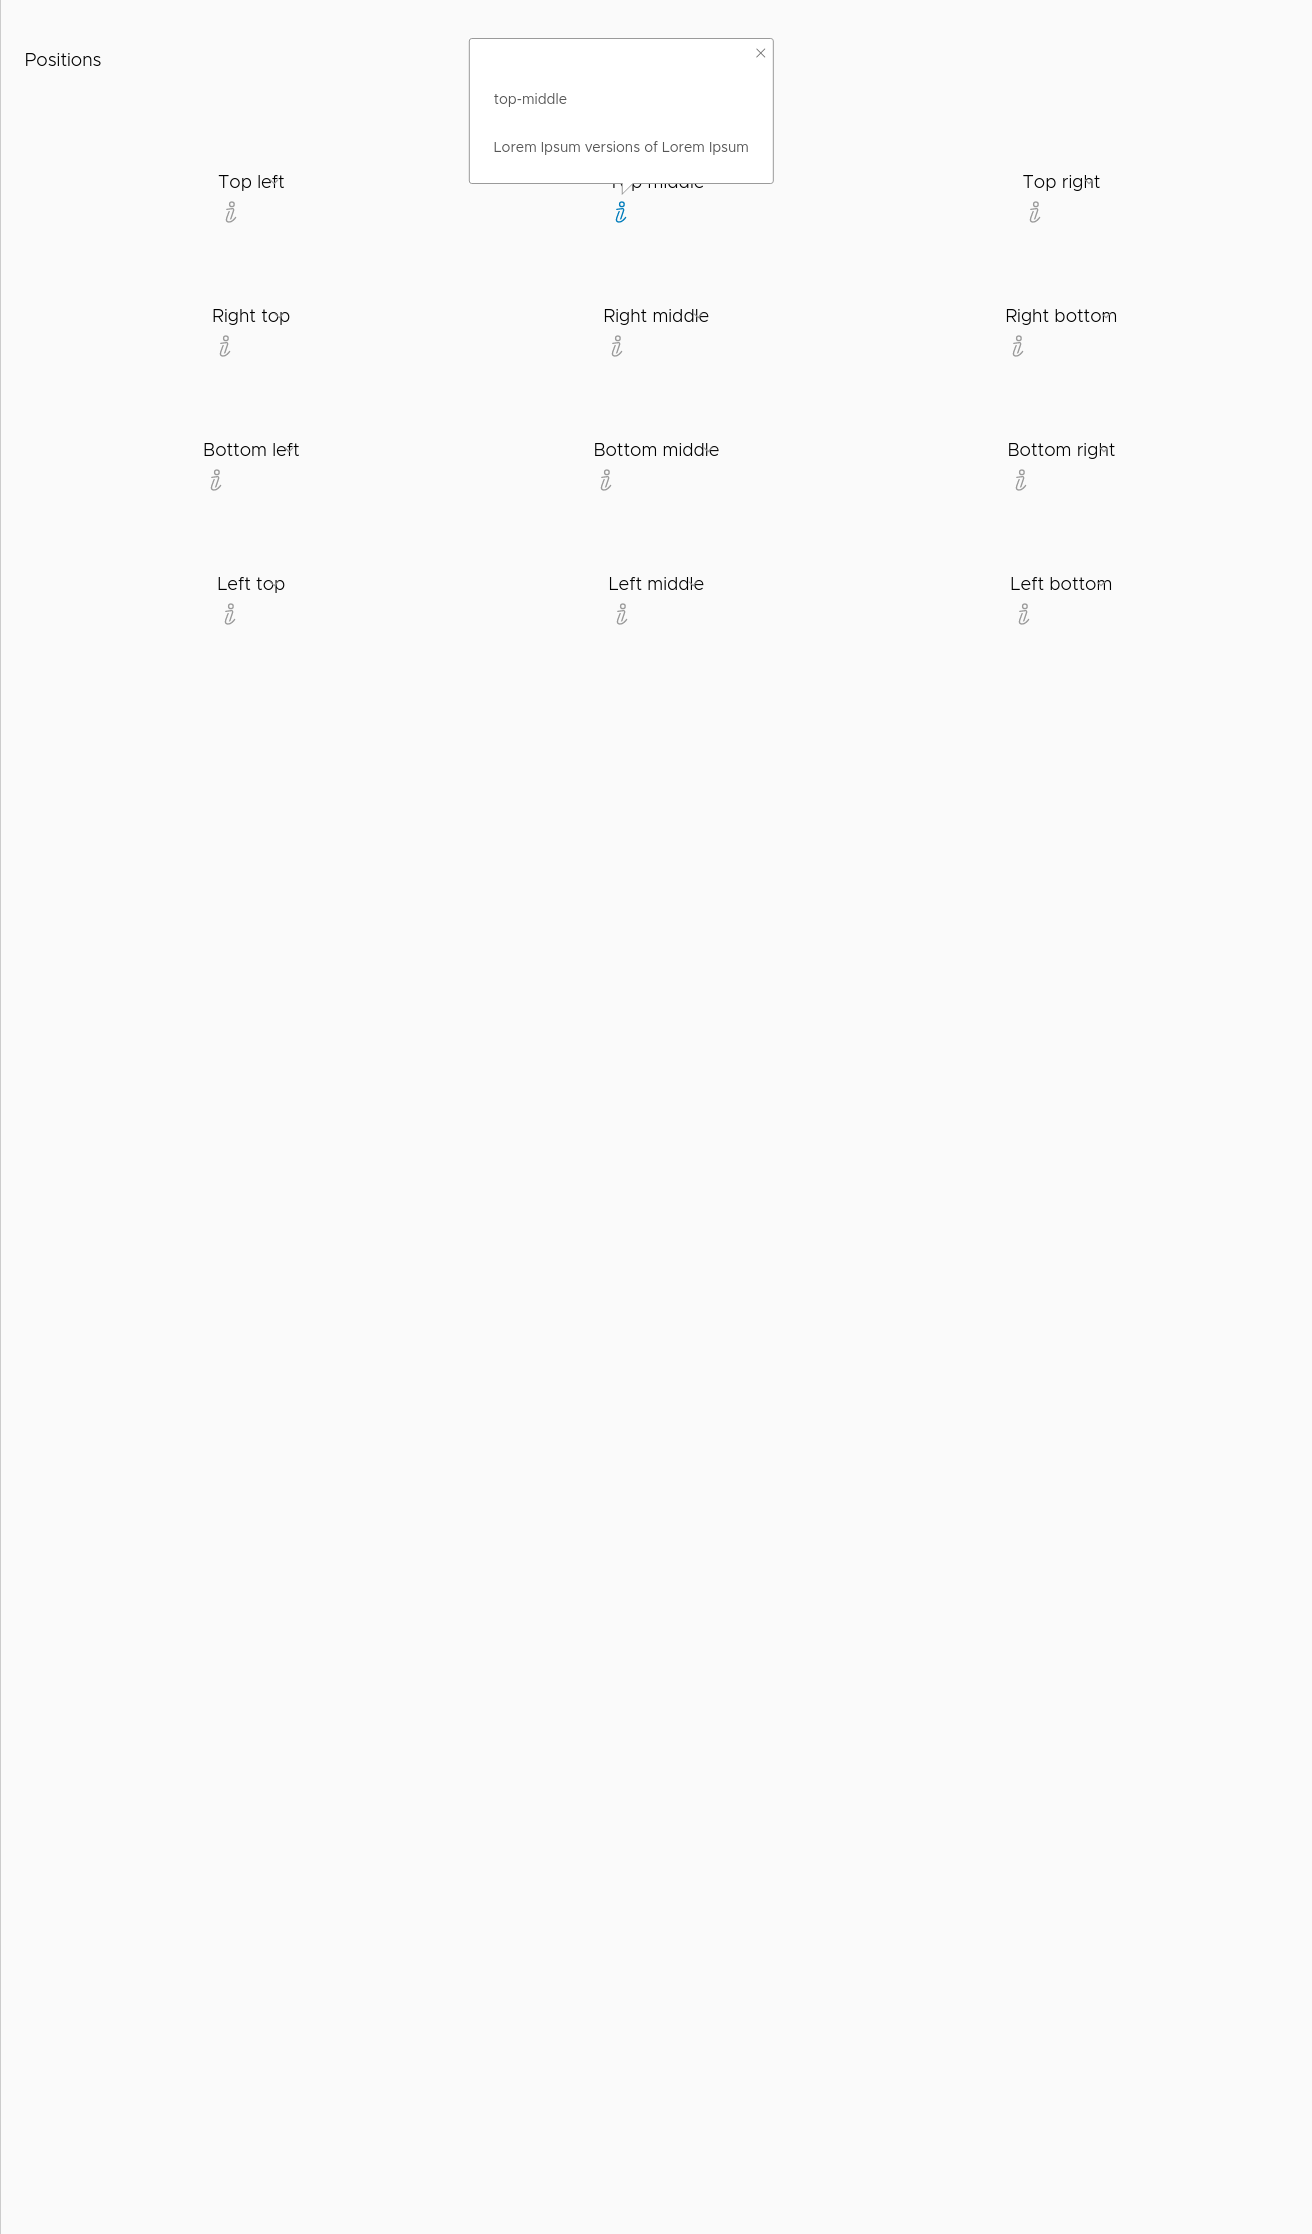 Positions
top-middle
Lorem Ipsum versions of Lorem Ipsum
Top left
middle
Top right
Right top
Right middle
Right bottom
Bottom left
Bottom middle
Bottom right
Left top
Left middle
Left bottom